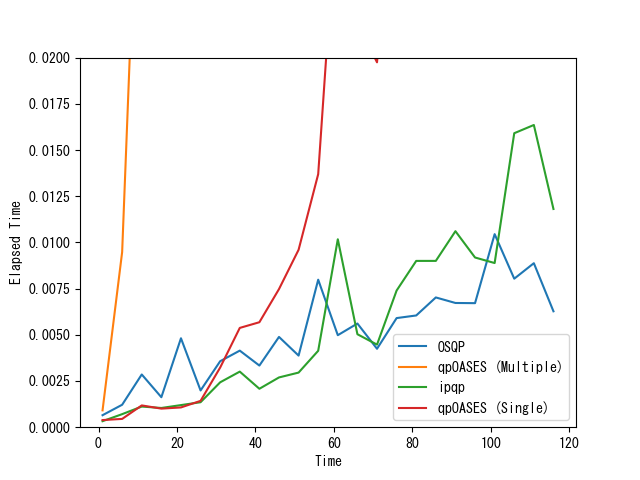 0.0200
0.0175
0.0150
0.0125
0.0100
0.0075
0.0050
0.0025
0.0000
Elapsed Time
0 20 40 60 80 100 120
Time
OSQP
qpOASES (Multiple)
ipqp
qpOASES (Single)